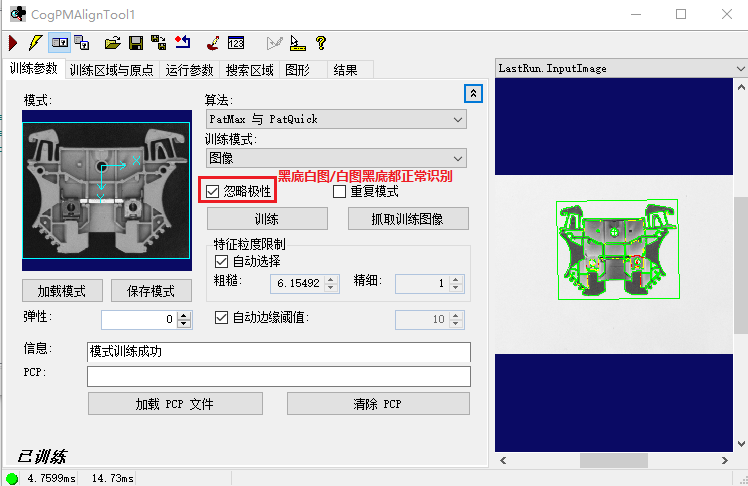 CogPMAlignTool1
训练参数 训练区域与原点 运行参数 搜索区域 图形 结果
LastRun.InputImage
模式:
算法:
PatMax 与 PatQuick
训练模式:
图像
黑底白图/白图黑底都正常识别
忽略极性 重复模式
训练 抓取训练图像
特征粒度限制
自动选择
粗糙: 6.15492 精细: 1
加载模式 保存模式
弹性: 0 自动边缘阈值: 10
信息: 模式训练成功
PCP:
加载 PCP 文件 清除 PCP
已训练
4.7599ms 14.73ms